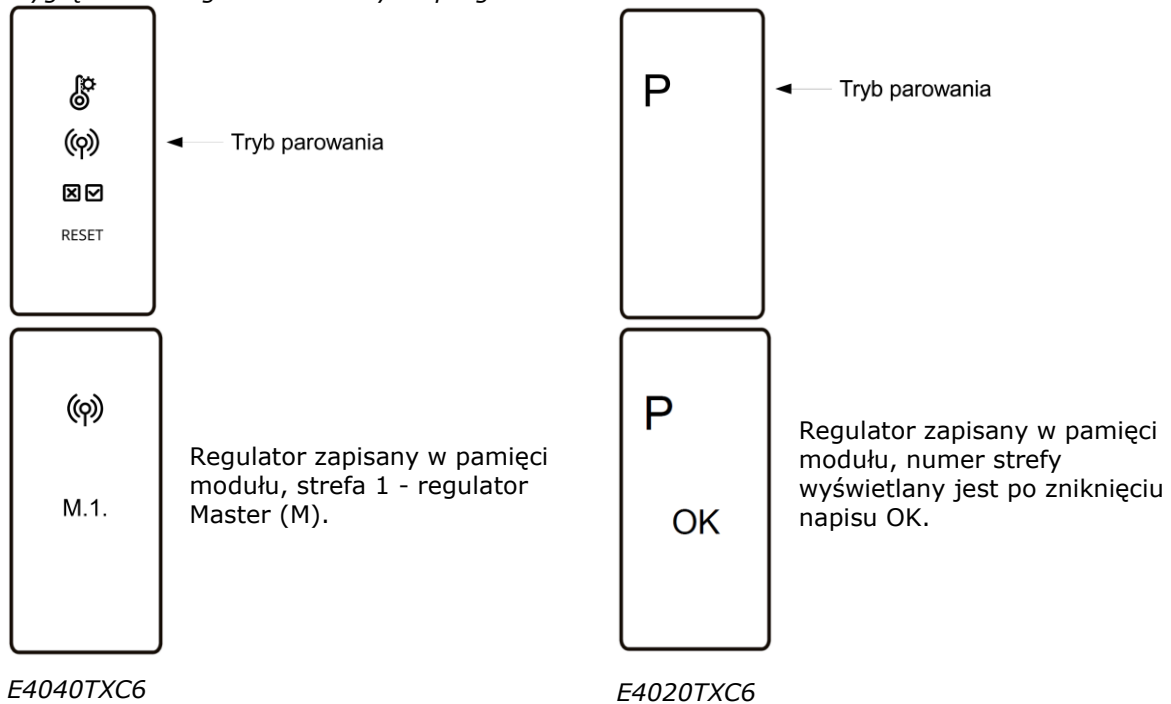 Tryb parowania
RESET
P
Tryb parowania
M.1.
Regulator zapisany w pamięci
modułu, strefa 1 - regulator
Master (M).
P
OK
Regulator zapisany w pamięci
modułu, numer strefy
wyświetlany jest po zniknięciu
napisu OK.
E4040TXC6
E4020TXC6